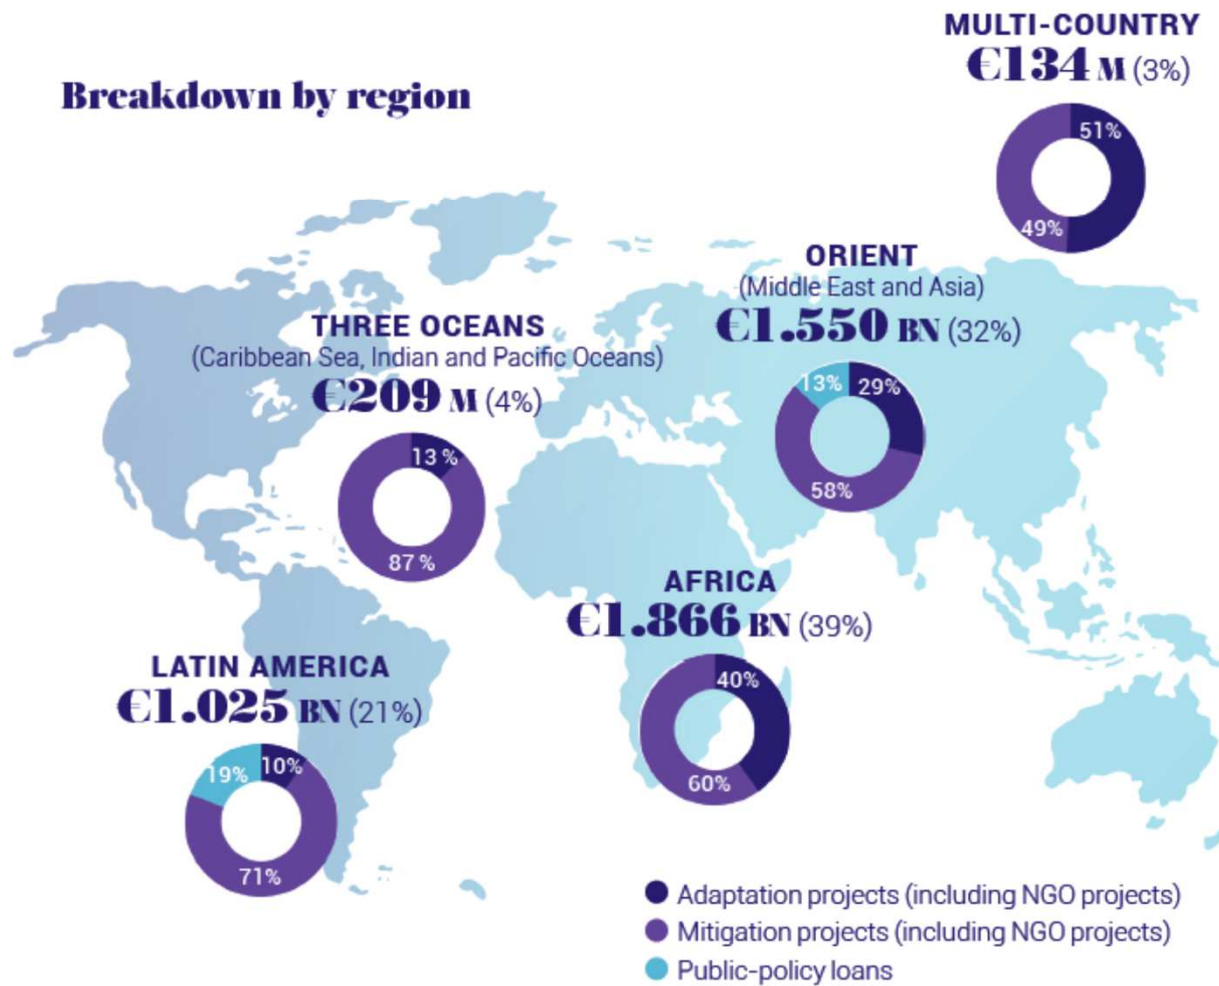 Breakdown by region
MULTI-COUNTRY
€134 M (3%)
51%
49%
ORIENT
(Middle East and Asia)
€1.550 BN (32%)
13%
29%
58%
THREE OCEANS
(Caribbean Sea, Indian and Pacific Oceans)
€209 M (4%)
13 %
87 %
AFRICA
€1.866 BN (39%)
40%
60%
LATIN AMERICA
€1.025 BN (21%)
19%
10%
71%
Adaptation projects (including NGO projects)
Mitigation projects (including NGO projects)
Public-policy loans